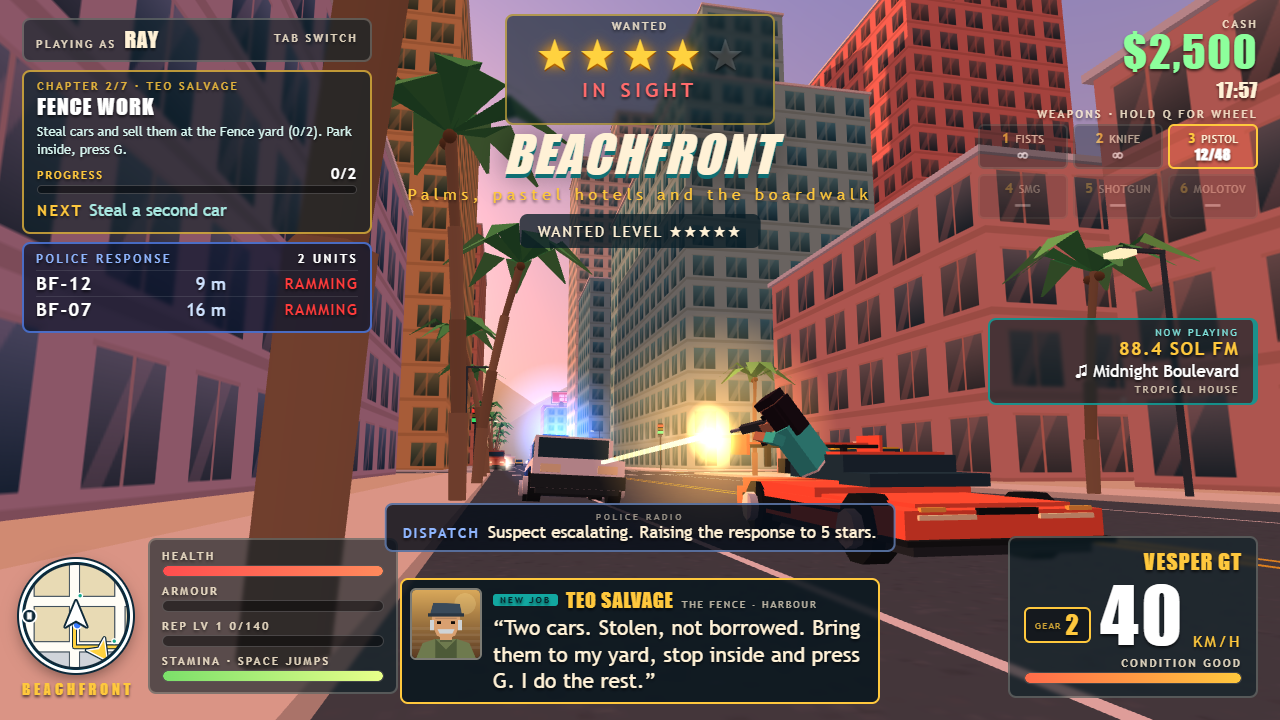 PLAYING AS RAY
TAB SWITCH
CHAPTER 2/7 · TEO SALVAGE
FENCE WORK
Steal cars and sell them at the Fence yard (0/2). Park
inside, press G.
PROGRESS 0/2
NEXT Steal a second car
POLICE RESPONSE 2 UNITS
BF-12 9 m RAMMING
BF-07 16 m RAMMING
WANTED
IN SIGHT
BEACHFRONT
Palms, pastel hotels and the boardwalk
WANTED LEVEL ★★★★★
CASH
$2,500
17:57
WEAPONS · HOLD Q FOR WHEEL
1 FISTS
∞
2 KNIFE
∞
3 PISTOL
12/48
4 SMG
—
5 SHOTGUN
—
6 MOLOTOV
—
NOW PLAYING
88.4 SOL FM
♫ Midnight Boulevard
TROPICAL HOUSE
POLICE RADIO
DISPATCH Suspect escalating. Raising the response to 5 stars.
HEALTH
ARMOUR
REP LV 1 0/140
STAMINA · SPACE JUMPS
BEACHFRONT
NEW JOB TEO SALVAGE THE FENCE · HARBOUR
“Two cars. Stolen, not borrowed. Bring
them to my yard, stop inside and press
G. I do the rest.”
VESPER GT
GEAR 2 40 KM/H
CONDITION GOOD